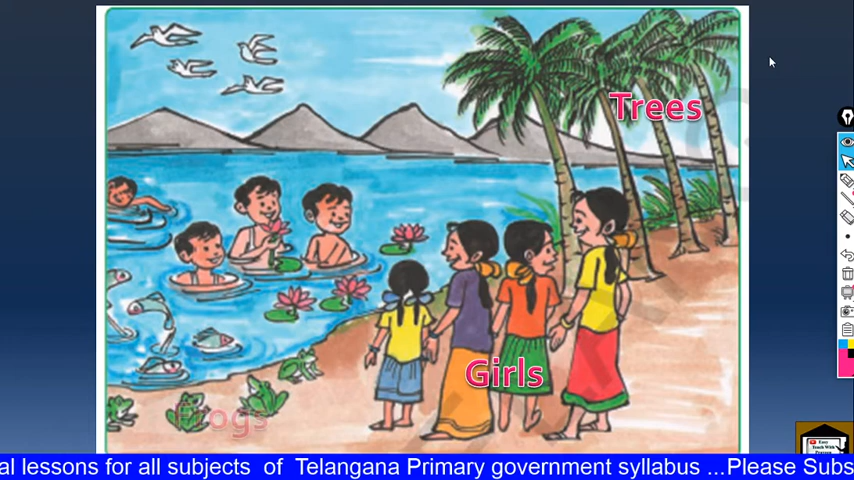 Trees
Girls
Frogs
al lessons for all subjects of Telangana Primary government syllabus ...Please Subs